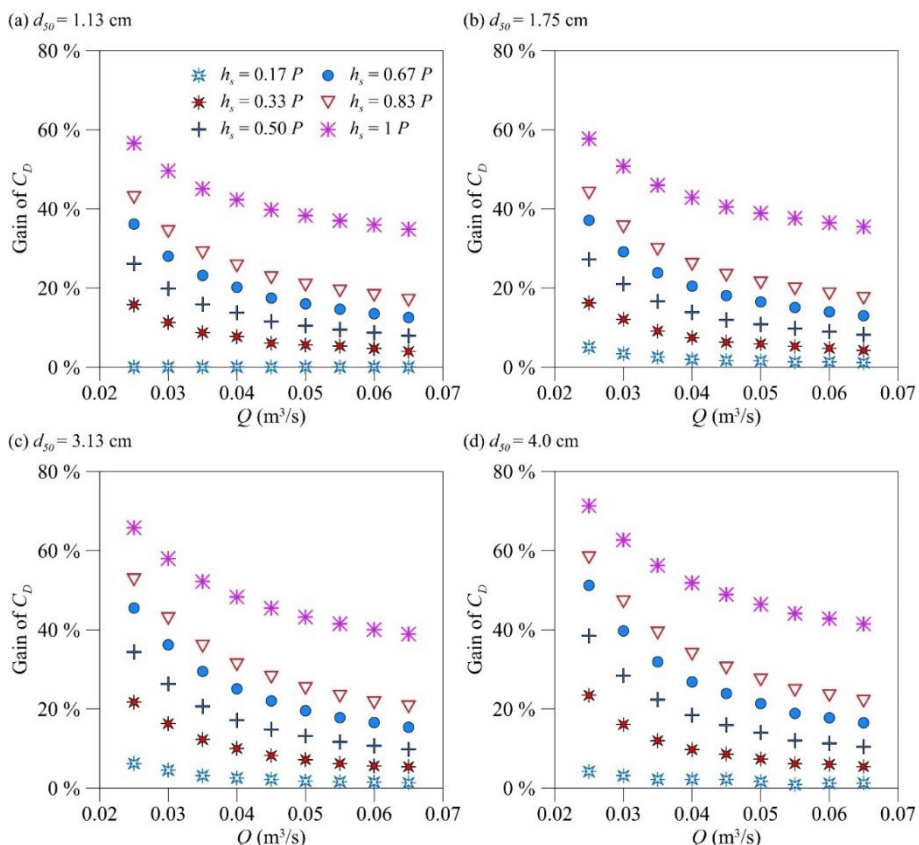 (a) d50 = 1.13 cm
80 %
60 %
40 %
20 %
0 %
Gain of CD
hs = 0.17 P
hs = 0.67 P
hs = 0.33 P
hs = 0.83 P
hs = 0.50 P
hs = 1 P
0.02 0.03 0.04 0.05 0.06 0.07
Q (m³/s)
(b) d50 = 1.75 cm
80 %
60 %
40 %
20 %
0 %
Gain of CD
0.02 0.03 0.04 0.05 0.06 0.07
Q (m³/s)
(c) d50 = 3.13 cm
80 %
60 %
40 %
20 %
0 %
Gain of CD
0.02 0.03 0.04 0.05 0.06 0.07
Q (m³/s)
(d) d50 = 4.0 cm
80 %
60 %
40 %
20 %
0 %
Gain of CD
0.02 0.03 0.04 0.05 0.06 0.07
Q (m³/s)